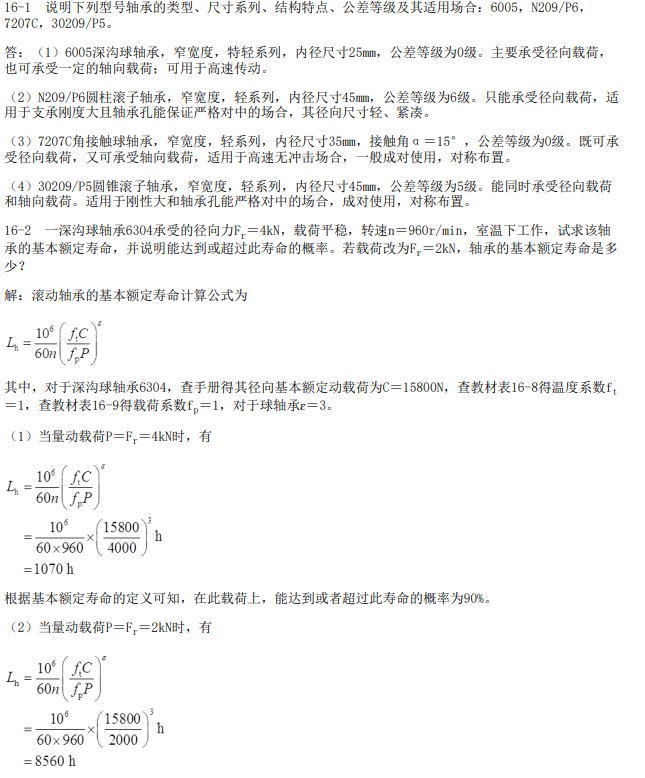 16-1　说明下列型号轴承的类型、尺寸系列、结构特点、公差等级及其适用场合：6005，N209/P6，
7207C，30209/P5。
答：（1）6005深沟球轴承，窄宽度，特轻系列，内径尺寸25mm，公差等级为0级。主要承受径向载荷，
也可承受一定的轴向载荷；可用于高速传动。
（2）N209/P6圆柱滚子轴承，窄宽度，轻系列，内径尺寸45mm，公差等级为6级。只能承受径向载荷，适
用于支承刚度大且轴承孔能保证严格对中的场合，其径向尺寸轻、紧凑。
（3）7207C角接触球轴承，窄宽度，轻系列，内径尺寸35mm，接触角α＝15°，公差等级为0级。既可承
受径向载荷，又可承受轴向载荷，适用于高速无冲击场合，一般成对使用，对称布置。
（4）30209/P5圆锥滚子轴承，窄宽度，轻系列，内径尺寸45mm，公差等级为5级。能同时承受径向载荷
和轴向载荷。适用于刚性大和轴承孔能严格对中的场合，成对使用，对称布置。
16-2　一深沟球轴承6304承受的径向力Fr＝4kN，载荷平稳，转速n＝960r/min，室温下工作，试求该轴
承的基本额定寿命，并说明能达到或超过此寿命的概率。若载荷改为Fr＝2kN，轴承的基本额定寿命是多
少？
解：滚动轴承的基本额定寿命计算公式为
Lh = 10^6/60n (ftC/fpP)^ε
其中，对于深沟球轴承6304，查手册得其径向基本额定动载荷为C＝15800N，查教材表16-8得温度系数ft
＝1，查教材表16-9得载荷系数fp＝1，对于球轴承ε＝3。
（1）当量动载荷P＝Fr＝4kN时，有
Lh = 10^6/60n (ftC/fpP)^ε
= 10^6/60×960 × (15800/4000)^3 h
=1070 h
根据基本额定寿命的定义可知，在此载荷上，能达到或者超过此寿命的概率为90%。
（2）当量动载荷P＝Fr＝2kN时，有
Lh = 10^6/60n (ftC/fpP)^ε
= 10^6/60×960 × (15800/2000)^3 h
=8560 h